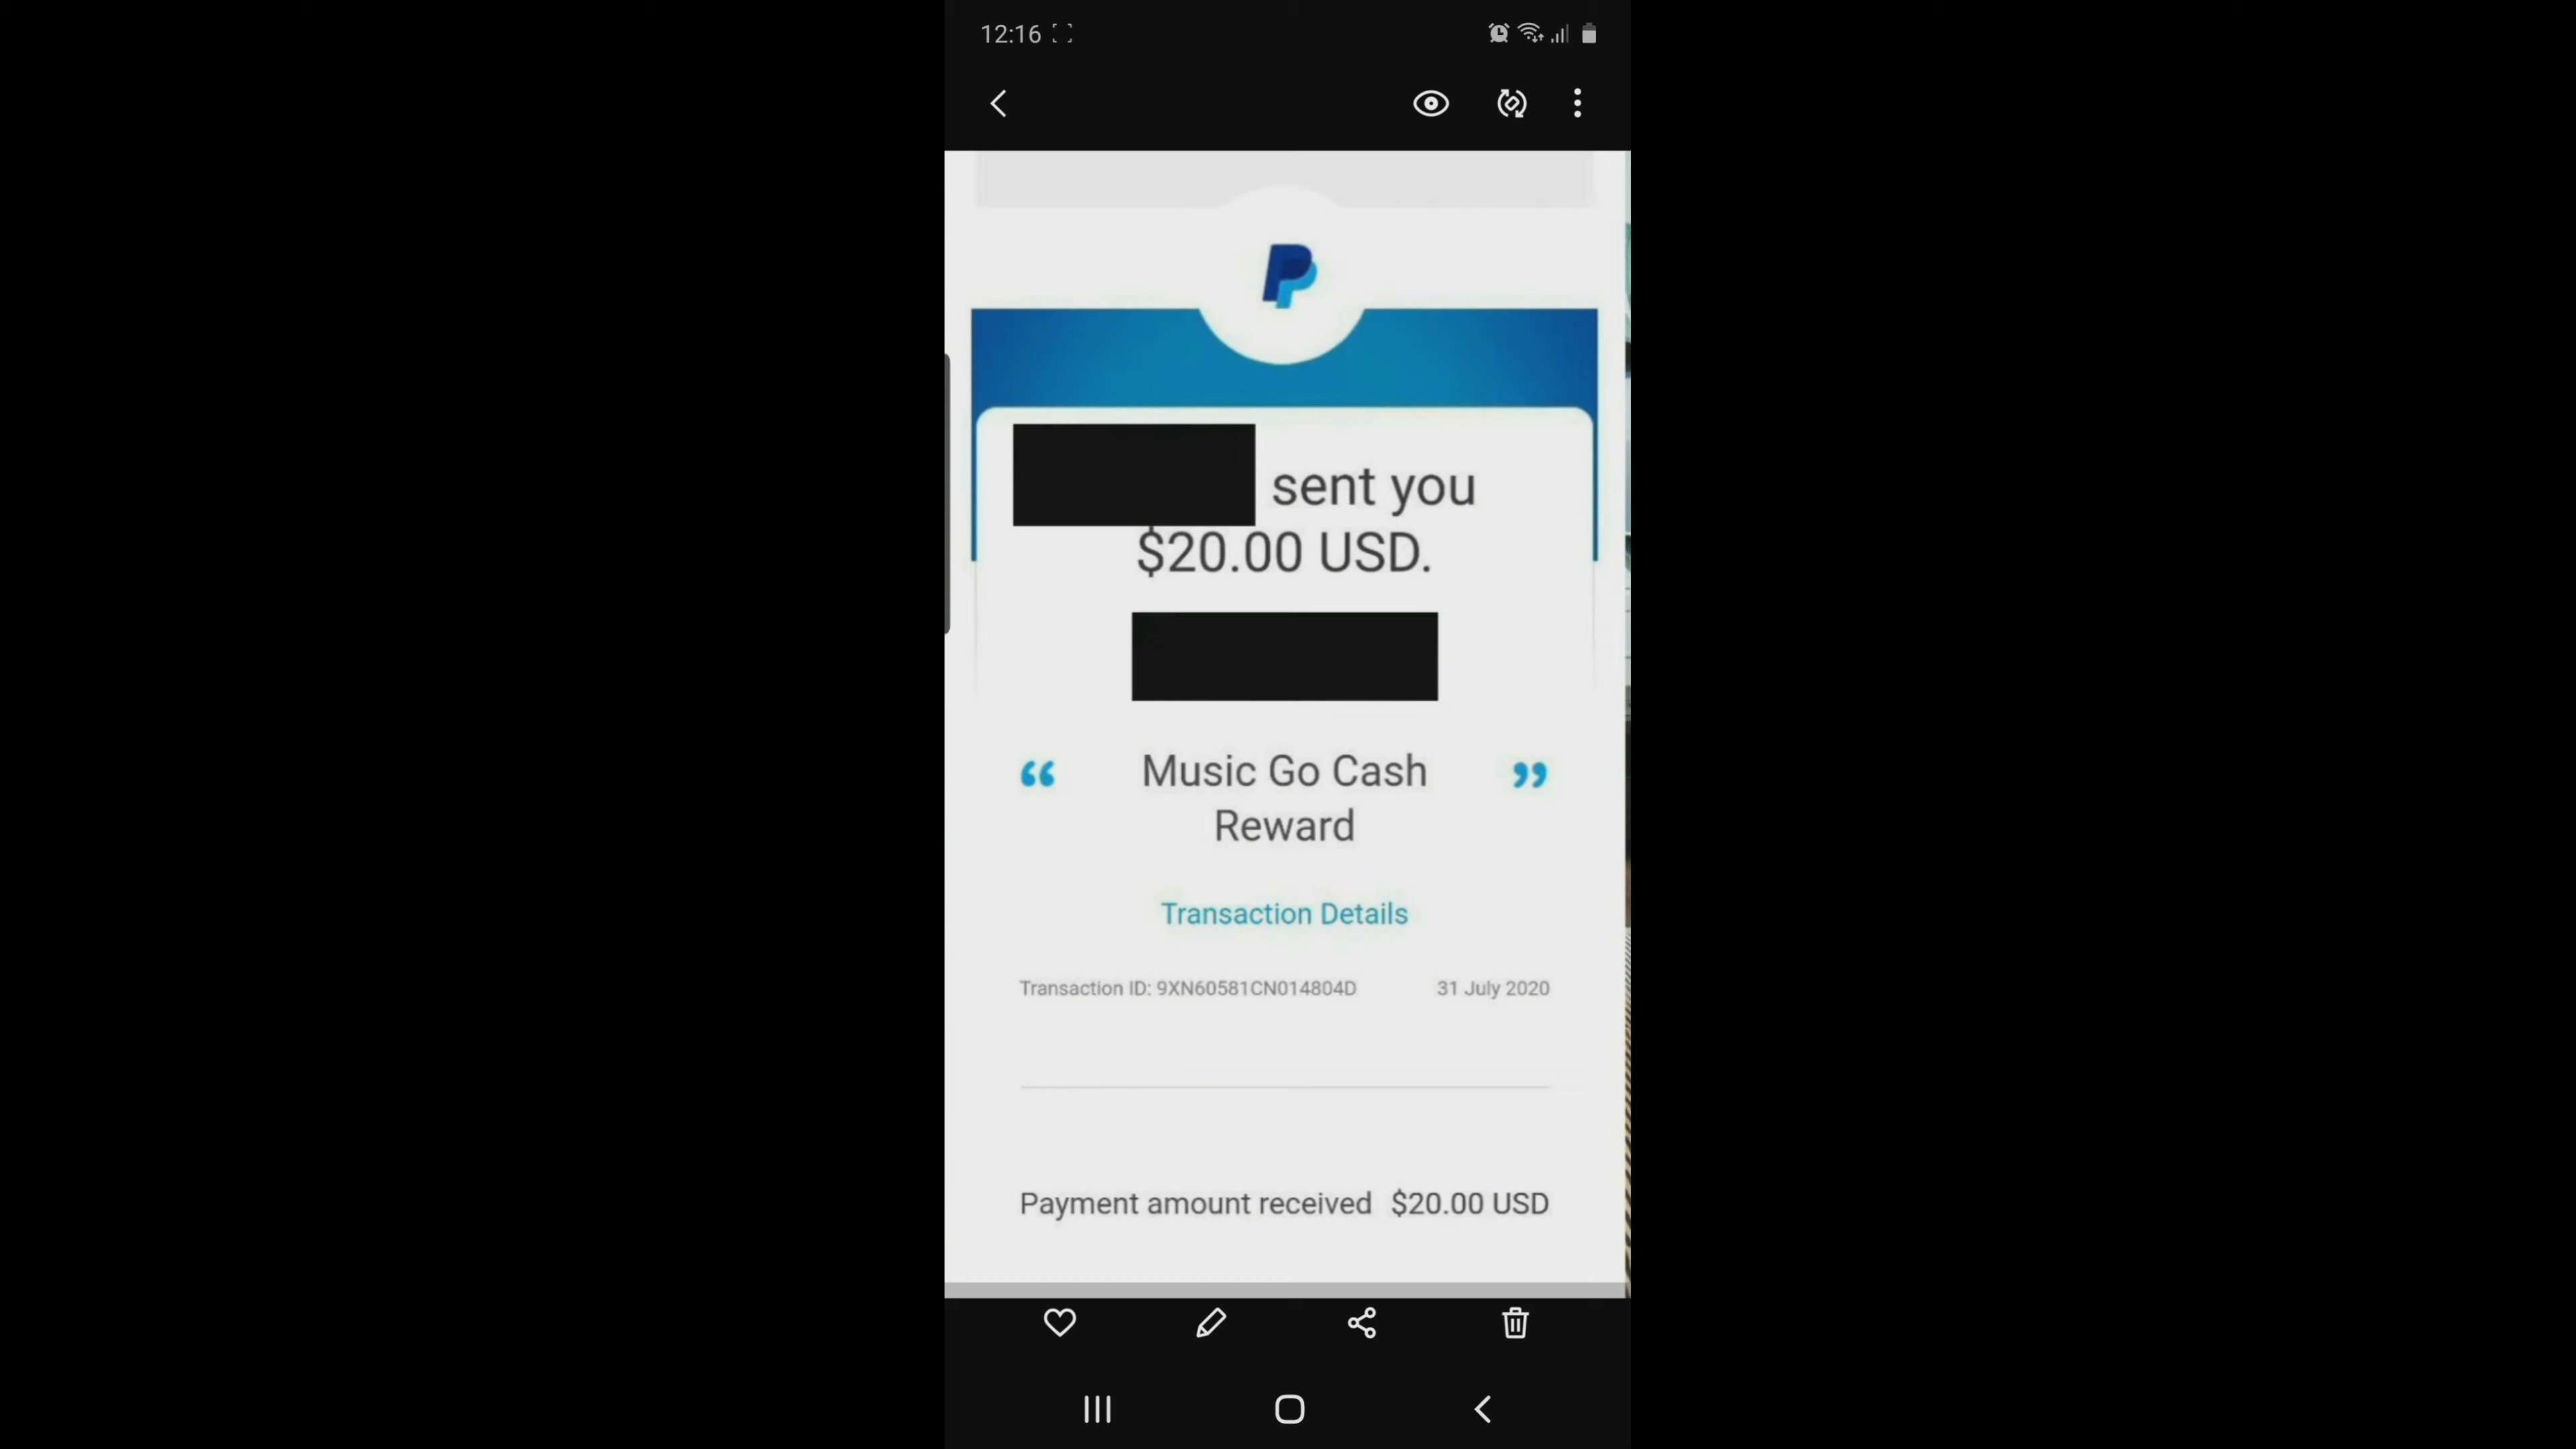 12:16
sent you
$20.00 USD.
“ Music Go Cash ”
Reward
Transaction Details
Transaction ID: 9XN60581CN014804D 31 July 2020
Payment amount received $20.00 USD